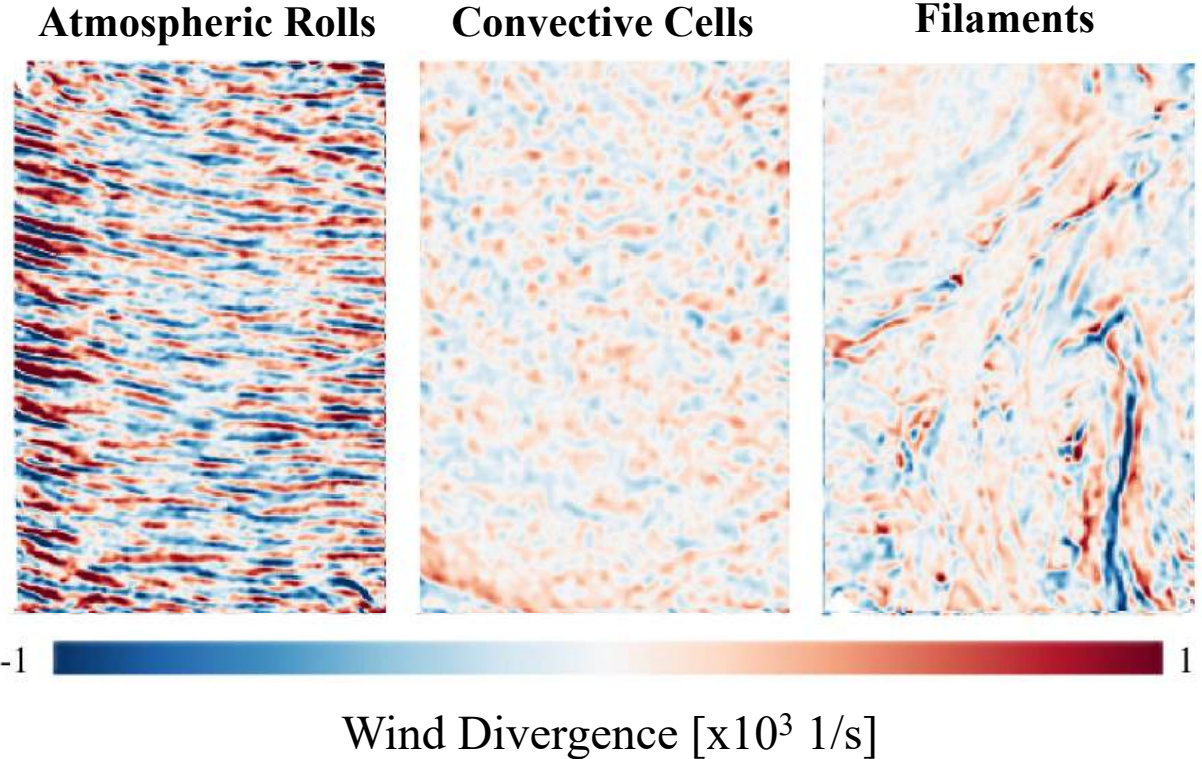 Atmospheric Rolls
Convective Cells
Filaments
-1
1
Wind Divergence [x10³ 1/s]